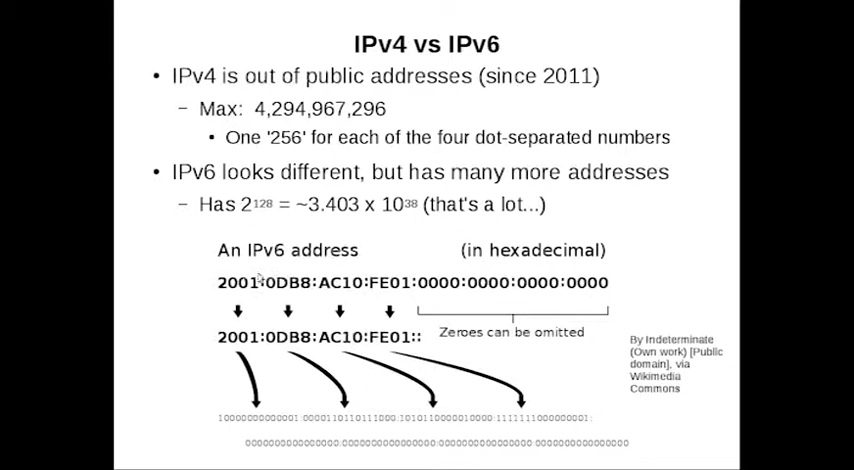 IPv4 vs IPv6
• IPv4 is out of public addresses (since 2011)
– Max: 4,294,967,296
• One '256' for each of the four dot-separated numbers
• IPv6 looks different, but has many more addresses
– Has 2¹²⁸ = ~3.403 x 10³⁸ (that's a lot...)
An IPv6 address (in hexadecimal)
2001:0DB8:AC10:FE01:0000:0000:0000:0000
2001:0DB8:AC10:FE01:: Zeroes can be omitted
By Indeterminate
(Own work) [Public
domain], via
Wikimedia
Commons